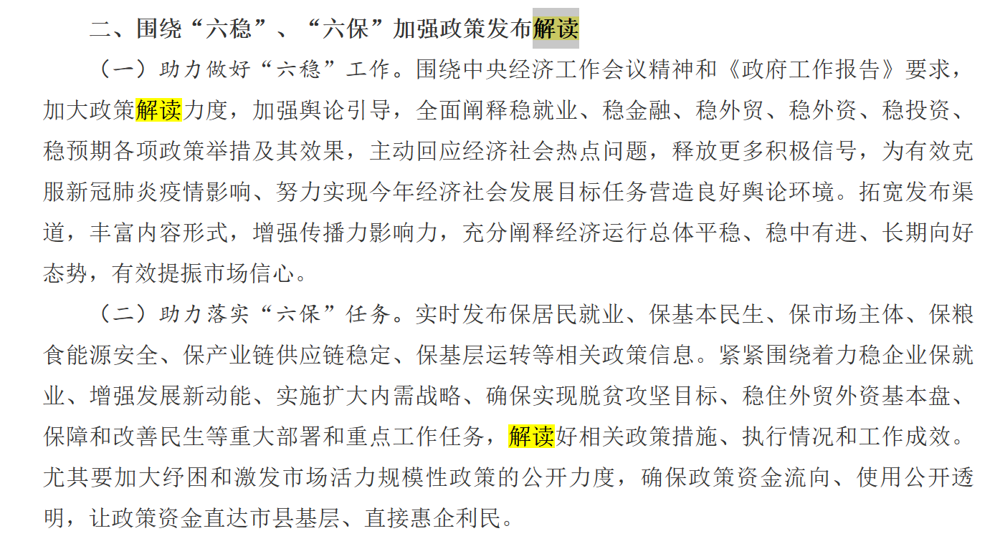 二、围绕“六稳”、“六保”加强政策发布解读
（一）助力做好“六稳”工作。围绕中央经济工作会议精神和《政府工作报告》要求，
加大政策解读力度，加强舆论引导，全面阐释稳就业、稳金融、稳外贸、稳外资、稳投资、
稳预期各项政策举措及其效果，主动回应经济社会热点问题，释放更多积极信号，为有效克
服新冠肺炎疫情影响、努力实现今年经济社会发展目标任务营造良好舆论环境。拓宽发布渠
道，丰富内容形式，增强传播力影响力，充分阐释经济运行总体平稳、稳中有进、长期向好
态势，有效提振市场信心。
（二）助力落实“六保”任务。实时发布保居民就业、保基本民生、保市场主体、保粮
食能源安全、保产业链供应链稳定、保基层运转等相关政策信息。紧紧围绕着力稳企业保就
业、增强发展新动能、实施扩大内需战略、确保实现脱贫攻坚目标、稳住外贸外资基本盘、
保障和改善民生等重大部署和重点工作任务，解读好相关政策措施、执行情况和工作成效。
尤其要加大纾困和激发市场活力规模性政策的公开力度，确保政策资金流向、使用公开透
明，让政策资金直达市县基层、直接惠企利民。